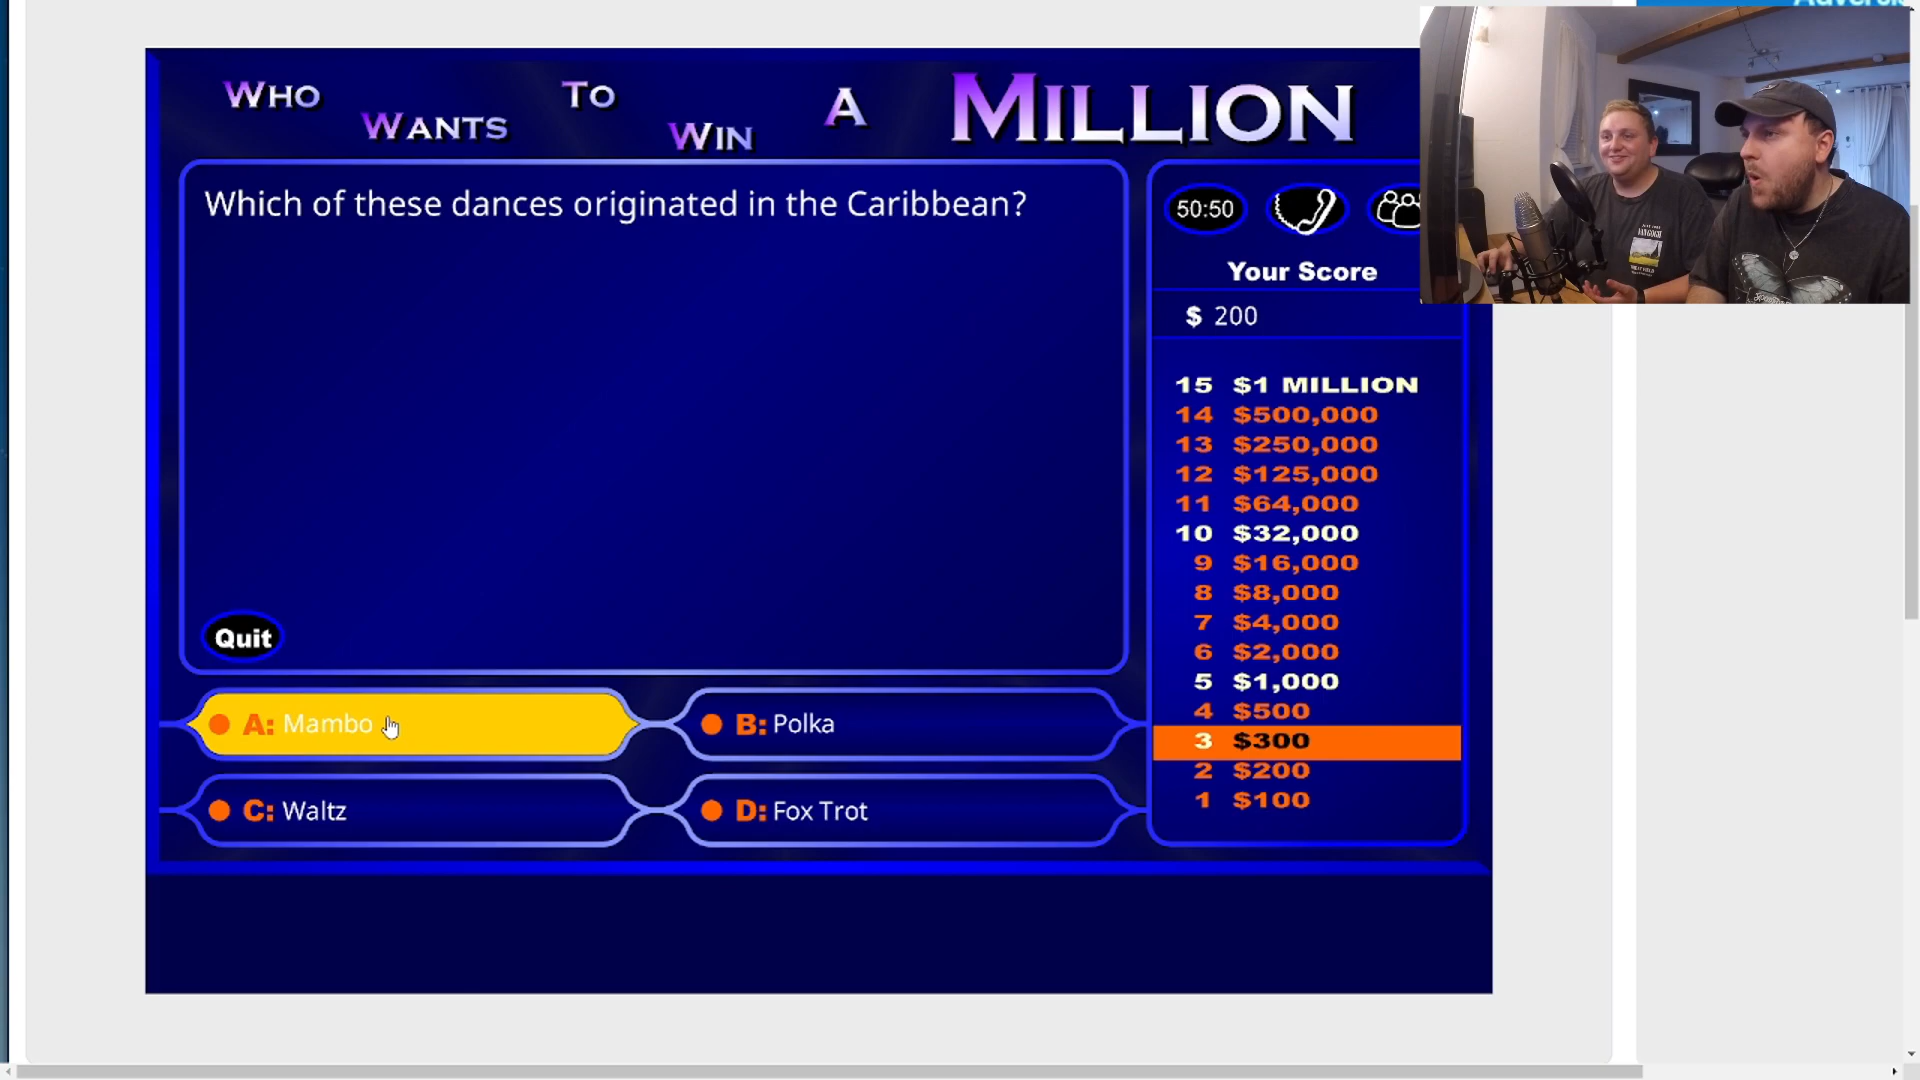 WHO WANTS TO WIN A MILLION
Which of these dances originated in the Caribbean?
50:50
Your Score
$ 200
15 $1 MILLION
14 $500,000
13 $250,000
12 $125,000
11 $64,000
10 $32,000
9 $16,000
8 $8,000
7 $4,000
6 $2,000
5 $1,000
4 $500
3 $300
2 $200
1 $100
Quit
A: Mambo
B: Polka
C: Waltz
D: Fox Trot